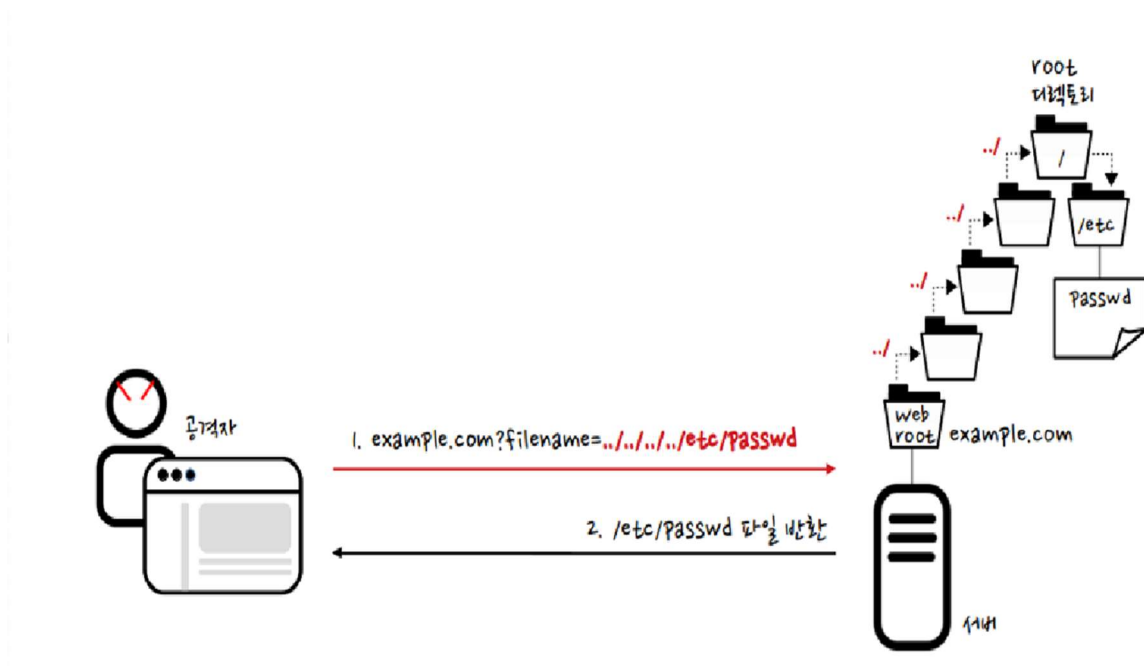 root
디렉토리
../
/
../
/etc
../
passwd
../
web
root
example.com
공격자
1. example.com?filename=../../../../etc/passwd
2. /etc/passwd 파일 반환
서버